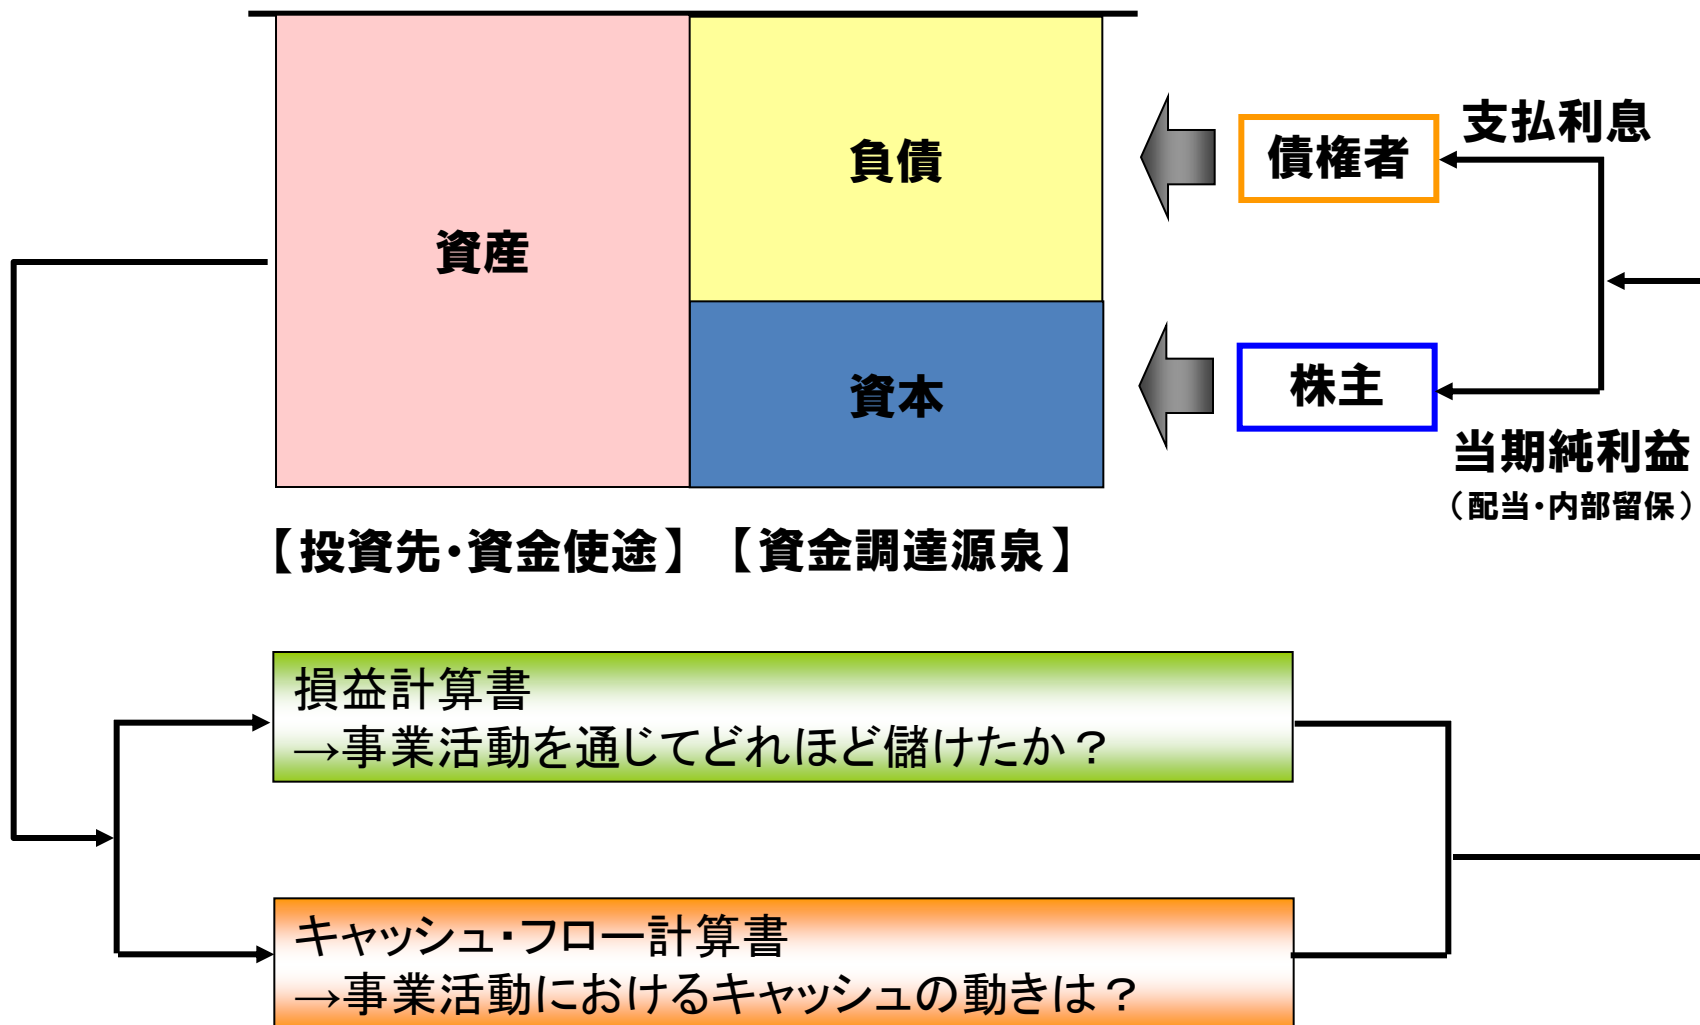 支払利息
債権者
負債
資産
株主
資本
当期純利益
（配当・内部留保）
【投資先・資金使途】 【資金調達源泉】
損益計算書
→事業活動を通じてどれほど儲けたか？
キャッシュ・フロー計算書
→事業活動におけるキャッシュの動きは？